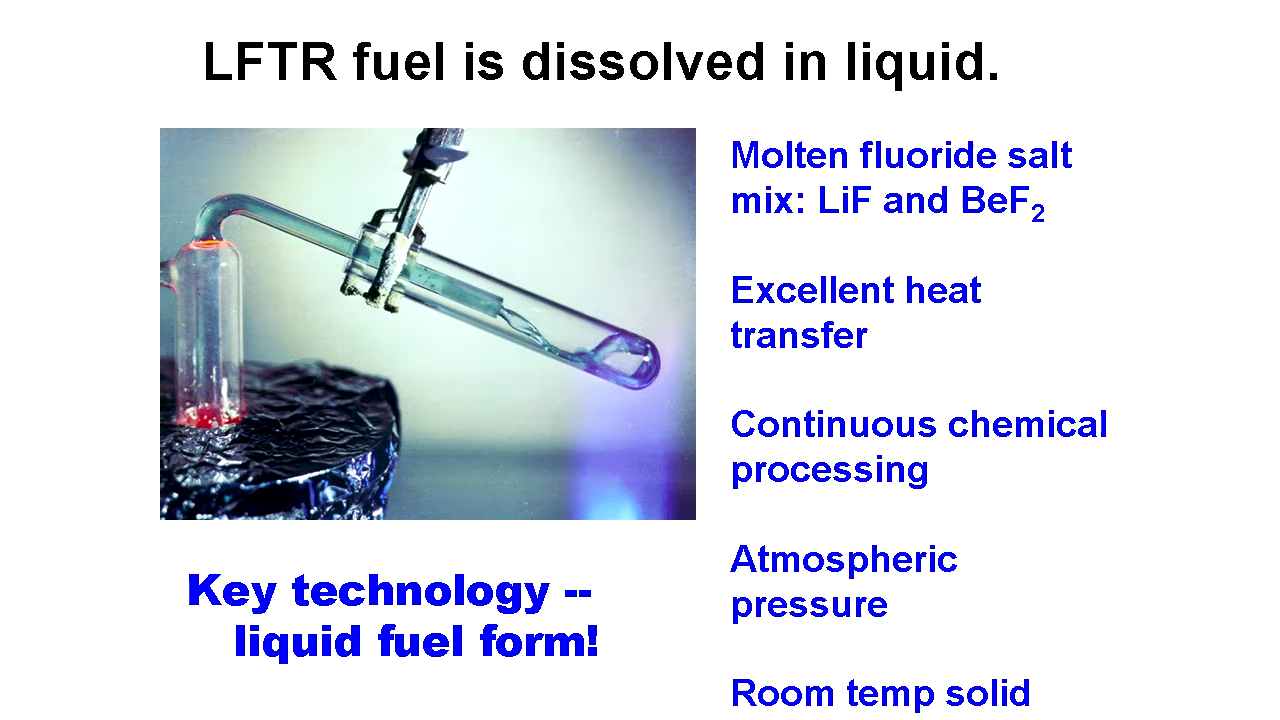 LFTR fuel is dissolved in liquid.
Molten fluoride salt
mix: LiF and BeF₂
Excellent heat
transfer
Continuous chemical
processing
Atmospheric
pressure
Room temp solid
Key technology --
liquid fuel form!